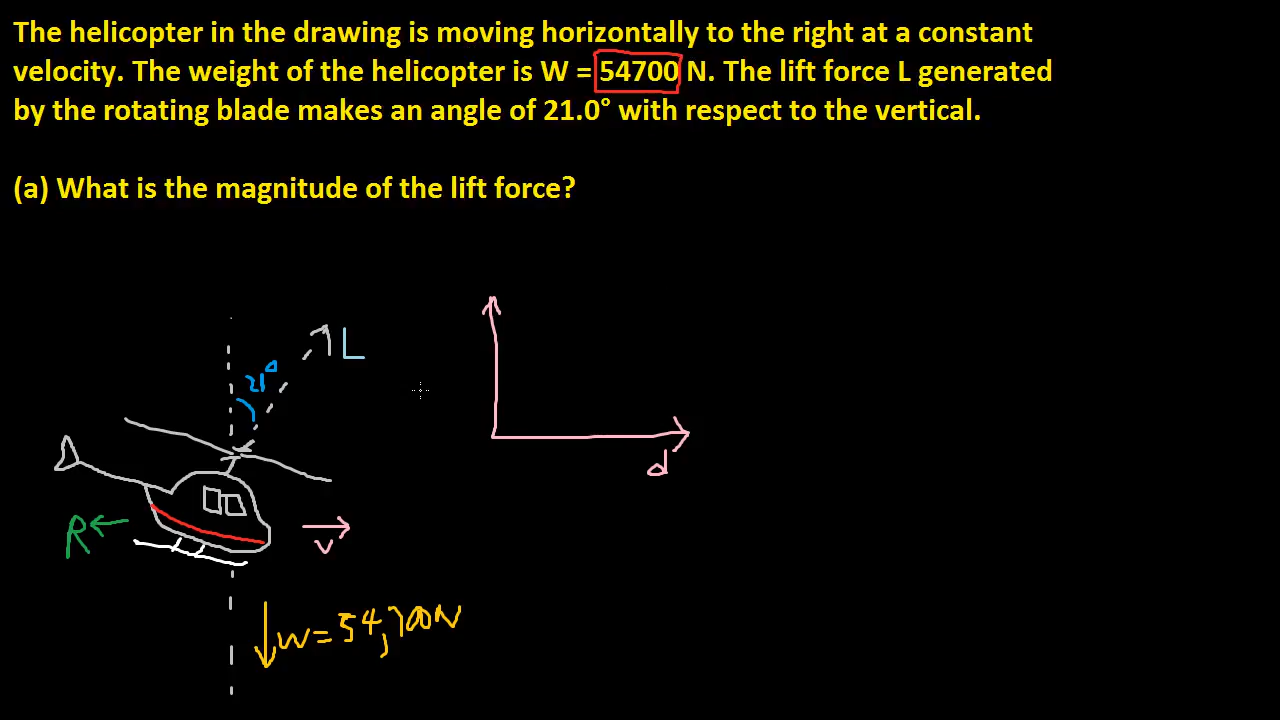 The helicopter in the drawing is moving horizontally to the right at a constant
velocity. The weight of the helicopter is W = 54700 N. The lift force L generated
by the rotating blade makes an angle of 21.0° with respect to the vertical.
(a) What is the magnitude of the lift force?
L
21°
d
R
v
W=54,700N